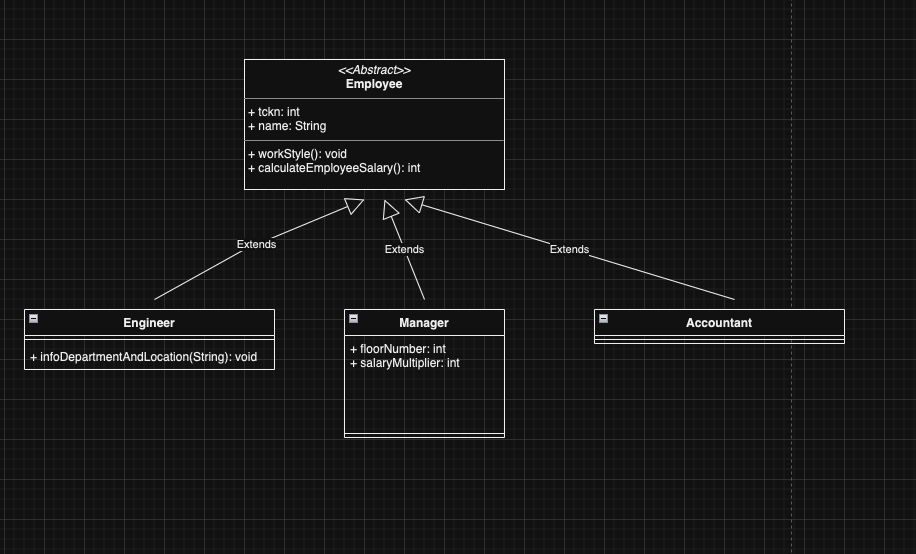 <<Abstract>>
Employee
+ tckn: int
+ name: String
+ workStyle(): void
+ calculateEmployeeSalary(): int
Extends
Extends
Extends
Engineer
+ infoDepartmentAndLocation(String): void
Manager
+ floorNumber: int
+ salaryMultiplier: int
Accountant